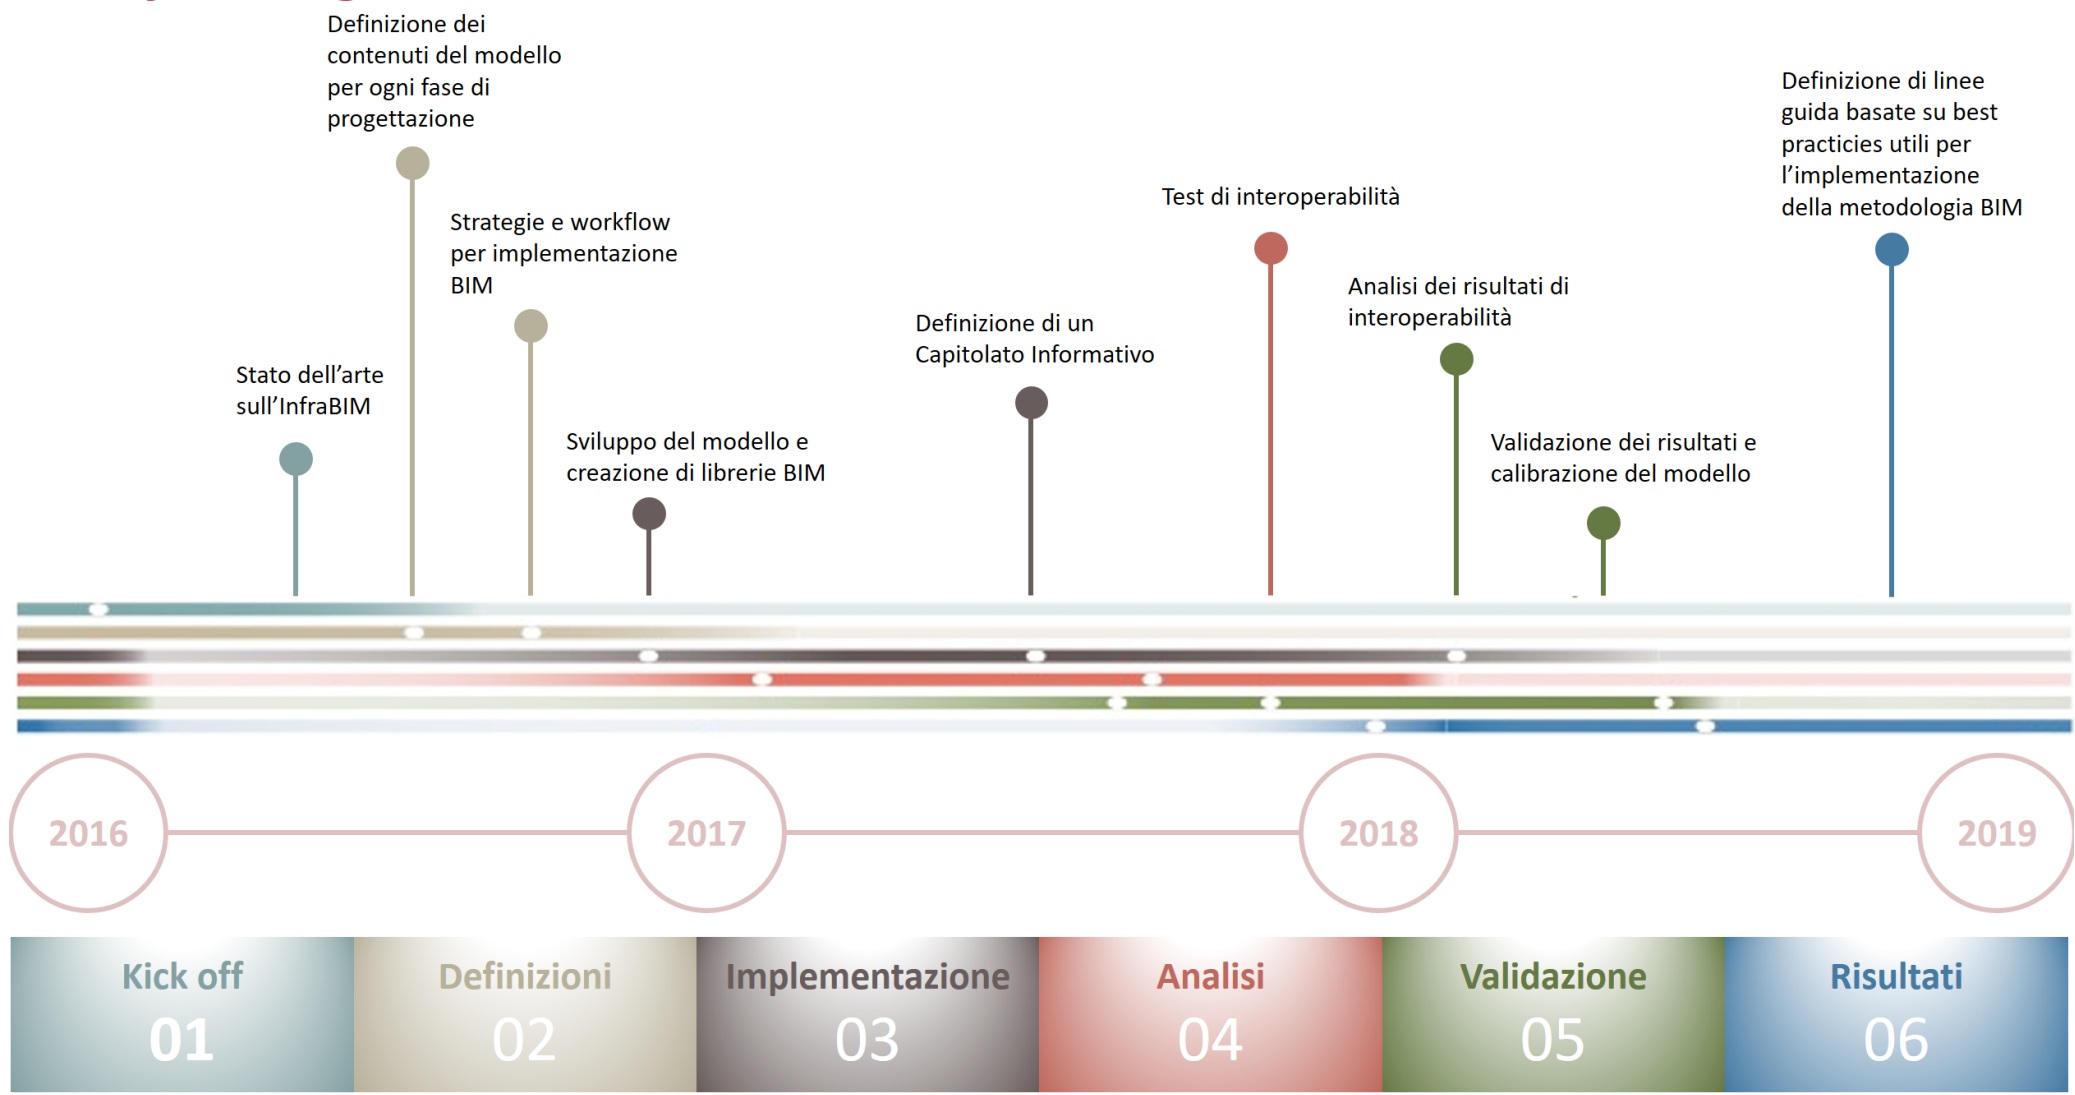 Definizione dei
contenuti del modello
per ogni fase di
progettazione
Strategie e workflow
per implementazione
BIM
Stato dell'arte
sull'InfraBIM
Sviluppo del modello e
creazione di librerie BIM
Definizione di un
Capitolato Informativo
Test di interoperabilità
Analisi dei risultati di
interoperabilità
Validazione dei risultati e
calibrazione del modello
Definizione di linee
guida basate su best
practicies utili per
l'implementazione
della metodologia BIM
2016
2017
2018
2019
Kick off
01
Definizioni
02
Implementazione
03
Analisi
04
Validazione
05
Risultati
06